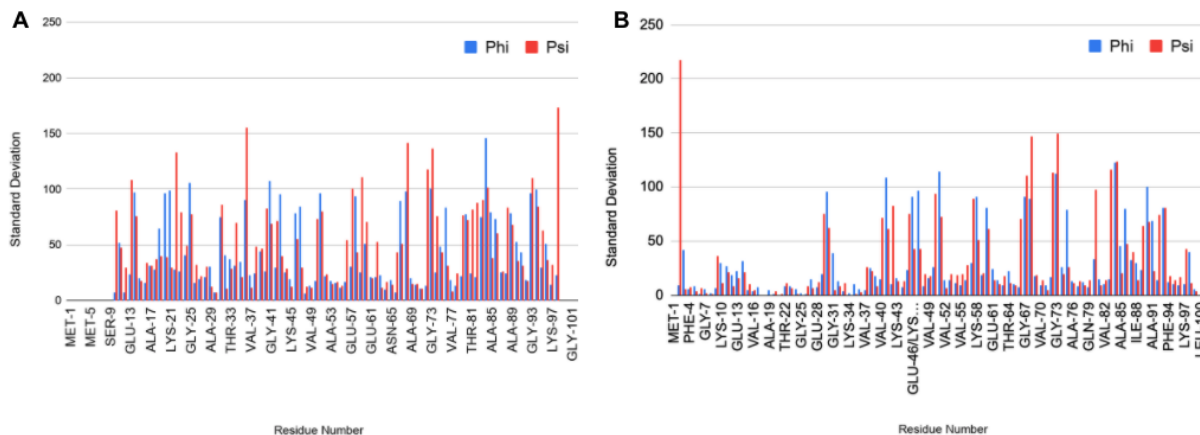 A
Phi Psi
Standard Deviation
250
200
150
100
50
0
MET-1
MET-5
SER-9
GLU-13
ALA-17
LYS-21
GLY-25
ALA-29
THR-33
VAL-37
GLY-41
LYS-45
VAL-49
ALA-53
GLU-57
GLU-61
ASN-65
ALA-69
GLY-73
VAL-77
THR-81
ALA-85
ALA-89
GLY-93
LYS-97
GLY-101
Residue Number
B
Phi Psi
Standard Deviation
250
200
150
100
50
0
MET-1
PHE-4
GLY-7
LYS-10
GLU-13
VAL-16
ALA-19
THR-22
GLY-25
GLU-28
GLY-31
LYS-34
VAL-37
VAL-40
LYS-43
GLU-46/LYS...
VAL-49
VAL-52
VAL-55
LYS-58
GLU-61
THR-64
GLY-67
VAL-70
GLY-73
ALA-76
GLN-79
VAL-82
ALA-85
ILE-88
ALA-91
PHE-94
LYS-97
LEU-100
Residue Number